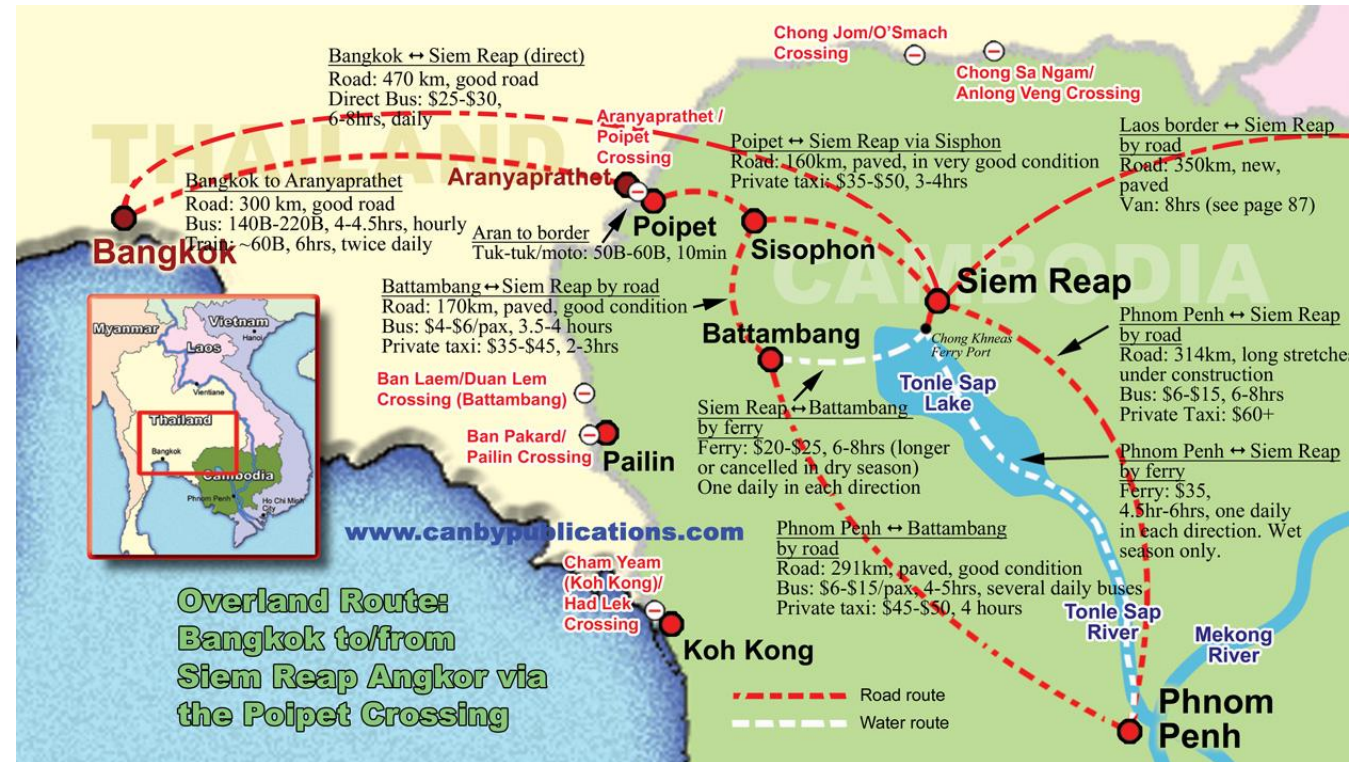 Chong Jom/O'Smach
Crossing
Chong Sa Ngam/
Anlong Veng Crossing
Bangkok ↔ Siem Reap (direct)
Road: 470 km, good road
Direct Bus: $25-$30,
6-8hrs, daily
THAILAND
Aranyaprathet /
Poipet
Crossing
Poipet ↔ Siem Reap via Sisphon
Road: 160km, paved, in very good condition
Private taxi: $35-$50, 3-4hrs
Laos border ↔ Siem Reap
by road
Road: 350km, new,
paved
Van: 8hrs (see page 87)
Bangkok to Aranyaprathet
Road: 300 km, good road
Bus: 140B-220B, 4-4.5hrs, hourly
Train: ~60B, 6hrs, twice daily
Bangkok
Aranyaprathet
Poipet
Aran to border
Tuk-tuk/moto: 50B-60B, 10min
Sisophon
CAMBODIA
Siem Reap
Battambang ↔ Siem Reap by road
Road: 170km, paved, good condition
Bus: $4-$6/pax, 3.5-4 hours
Private taxi: $35-$45, 2-3hrs
Battambang
Chong Khneas
Ferry Port
Tonle Sap
Lake
Phnom Penh ↔ Siem Reap
by road
Road: 314km, long stretches
under construction
Bus: $6-$15, 6-8hrs
Private Taxi: $60+
Myanmar
Vietnam
Hanoi
Laos
Vientiane
Thailand
Bangkok
Cambodia
Phnom Penh
Ho Chi Minh
City
Ban Laem/Duan Lem
Crossing (Battambang)
Ban Pakard/
Pailin Crossing
Pailin
Siem Reap ↔ Battambang
by ferry
Ferry: $20-$25, 6-8hrs (longer
or cancelled in dry season)
One daily in each direction
Phnom Penh ↔ Siem Reap
by ferry
Ferry: $35,
4.5hr-6hrs, one daily
in each direction. Wet
season only.
www.canbypublications.com
Phnom Penh ↔ Battambang
by road
Road: 291km, paved, good condition
Bus: $6-$15/pax, 4-5hrs, several daily buses
Private taxi: $45-$50, 4 hours
Cham Yeam
(Koh Kong)/
Had Lek
Crossing
Koh Kong
Overland Route:
Bangkok to/from
Siem Reap Angkor via
the Poipet Crossing
Tonle Sap
River
Mekong
River
Road route
Water route
Phnom
Penh